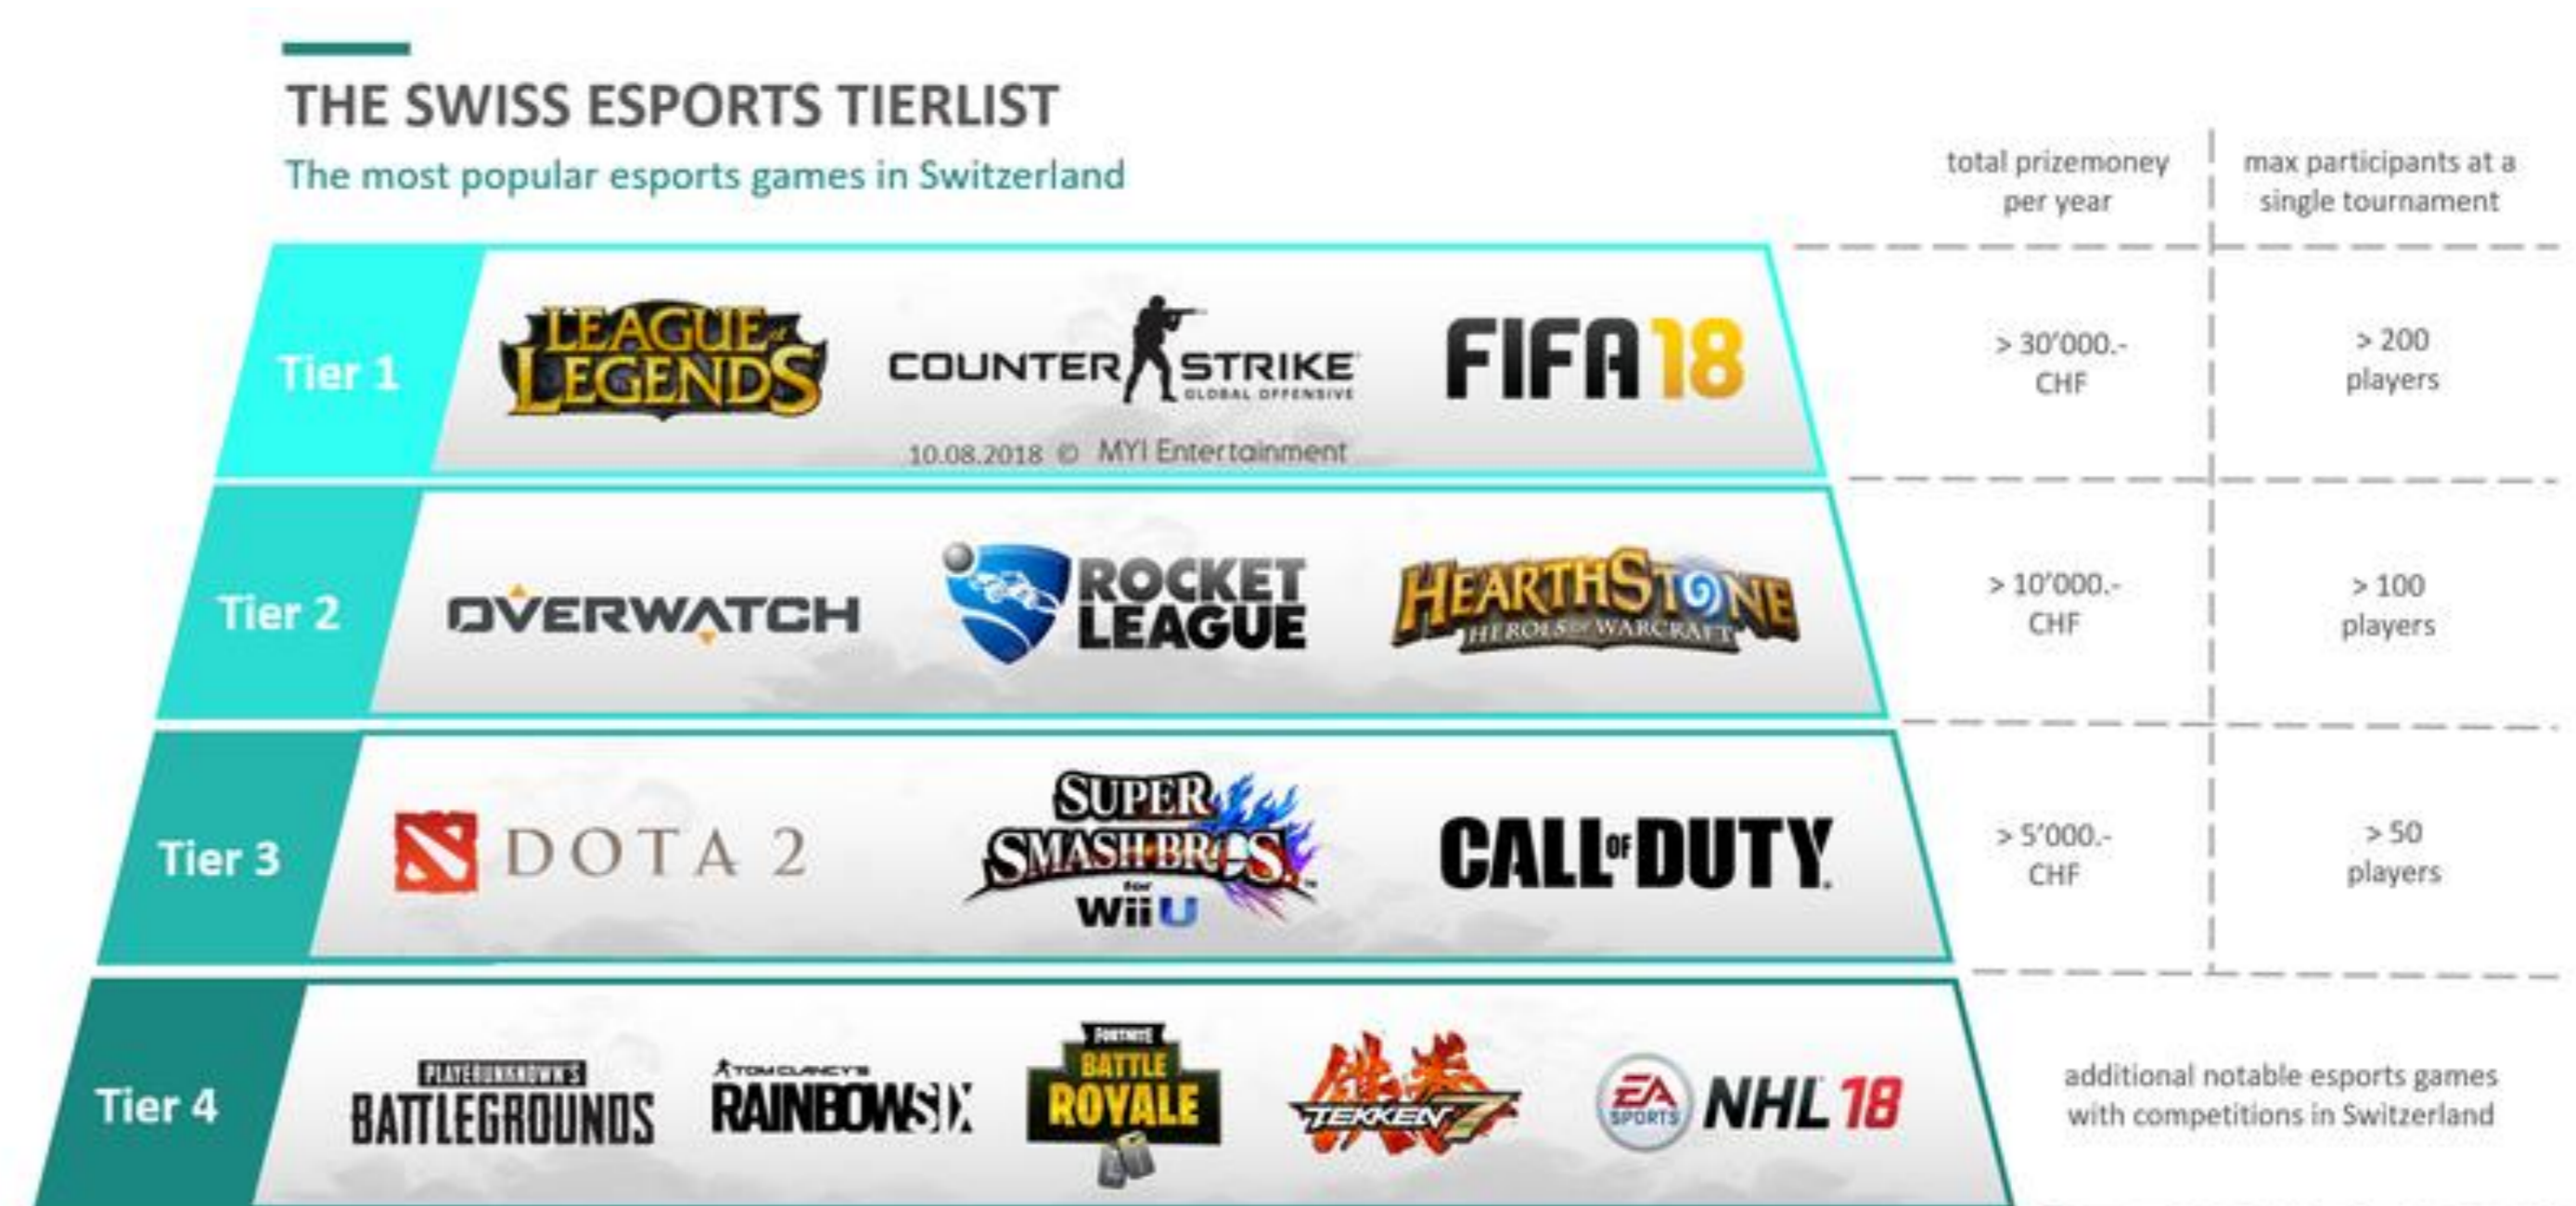 THE SWISS ESPORTS TIERLIST
The most popular esports games in Switzerland
total prizemoney
per year
max participants at a
single tournament
Tier 1
LEAGUE of
LEGENDS
COUNTER STRIKE
GLOBAL OFFENSIVE
FIFA 18
10.08.2018 © MYI Entertainment
> 30'000.-
CHF
> 200
players
Tier 2
OVERWATCH
ROCKET
LEAGUE
HEARTHSTONE
HEROES OF WARCRAFT
> 10'000.-
CHF
> 100
players
Tier 3
DOTA 2
SUPER
SMASH BROS.
for
Wii U
CALL OF DUTY
> 5'000.-
CHF
> 50
players
Tier 4
PLAYERUNKNOWN'S
BATTLEGROUNDS
TOM CLANCY'S
RAINBOW SIX
FORTNITE
BATTLE
ROYALE
鉄拳
TEKKEN 7
EA
SPORTS
NHL 18
additional notable esports games
with competitions in Switzerland